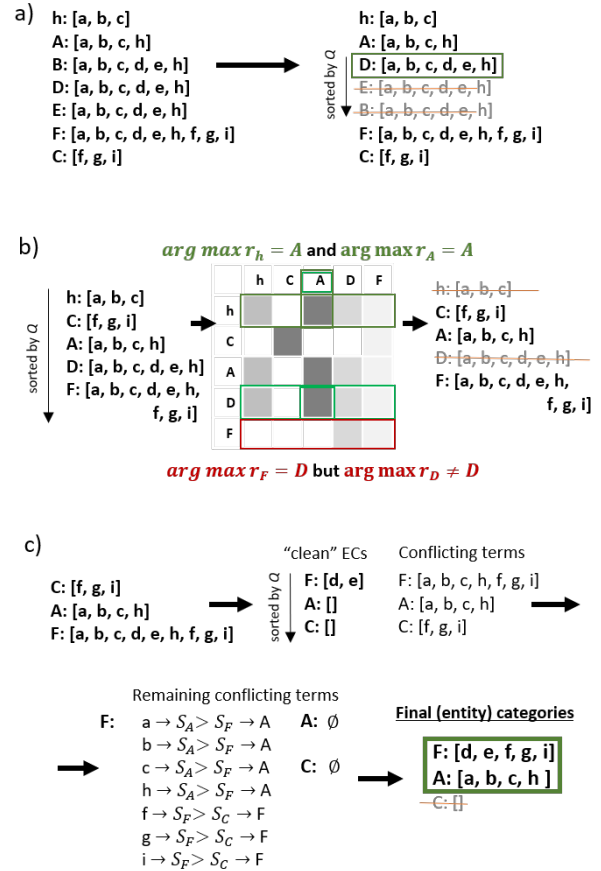 a)
h: [a, b, c]
A: [a, b, c, h]
B: [a, b, c, d, e, h]
D: [a, b, c, d, e, h]
E: [a, b, c, d, e, h]
F: [a, b, c, d, e, h, f, g, i]
C: [f, g, i]
sorted by Q
h: [a, b, c]
A: [a, b, c, h]
D: [a, b, c, d, e, h]
E: [a, b, c, d, e, h]
B: [a, b, c, d, e, h]
F: [a, b, c, d, e, h, f, g, i]
C: [f, g, i]
b)
arg max r_h = A and arg max r_A = A
sorted by Q
h: [a, b, c]
C: [f, g, i]
A: [a, b, c, h]
D: [a, b, c, d, e, h]
F: [a, b, c, d, e, h,
f, g, i]
h C A D F
h
C
A
D
F
h: [a, b, c]
C: [f, g, i]
A: [a, b, c, h]
D: [a, b, c, d, e, h]
F: [a, b, c, d, e, h,
f, g, i]
arg max r_F = D but arg max r_D ≠ D
c)
C: [f, g, i]
A: [a, b, c, h]
F: [a, b, c, d, e, h, f, g, i]
"clean" ECs
sorted by Q
F: [d, e]
A: []
C: []
Conflicting terms
F: [a, b, c, h, f, g, i]
A: [a, b, c, h]
C: [f, g, i]
Remaining conflicting terms
F: a → S_A > S_F → A A: ∅
b → S_A > S_F → A
c → S_A > S_F → A C: ∅
h → S_A > S_F → A
f → S_F > S_C → F
g → S_F > S_C → F
i → S_F > S_C → F
Final (entity) categories
F: [d, e, f, g, i]
A: [a, b, c, h ]
C: []